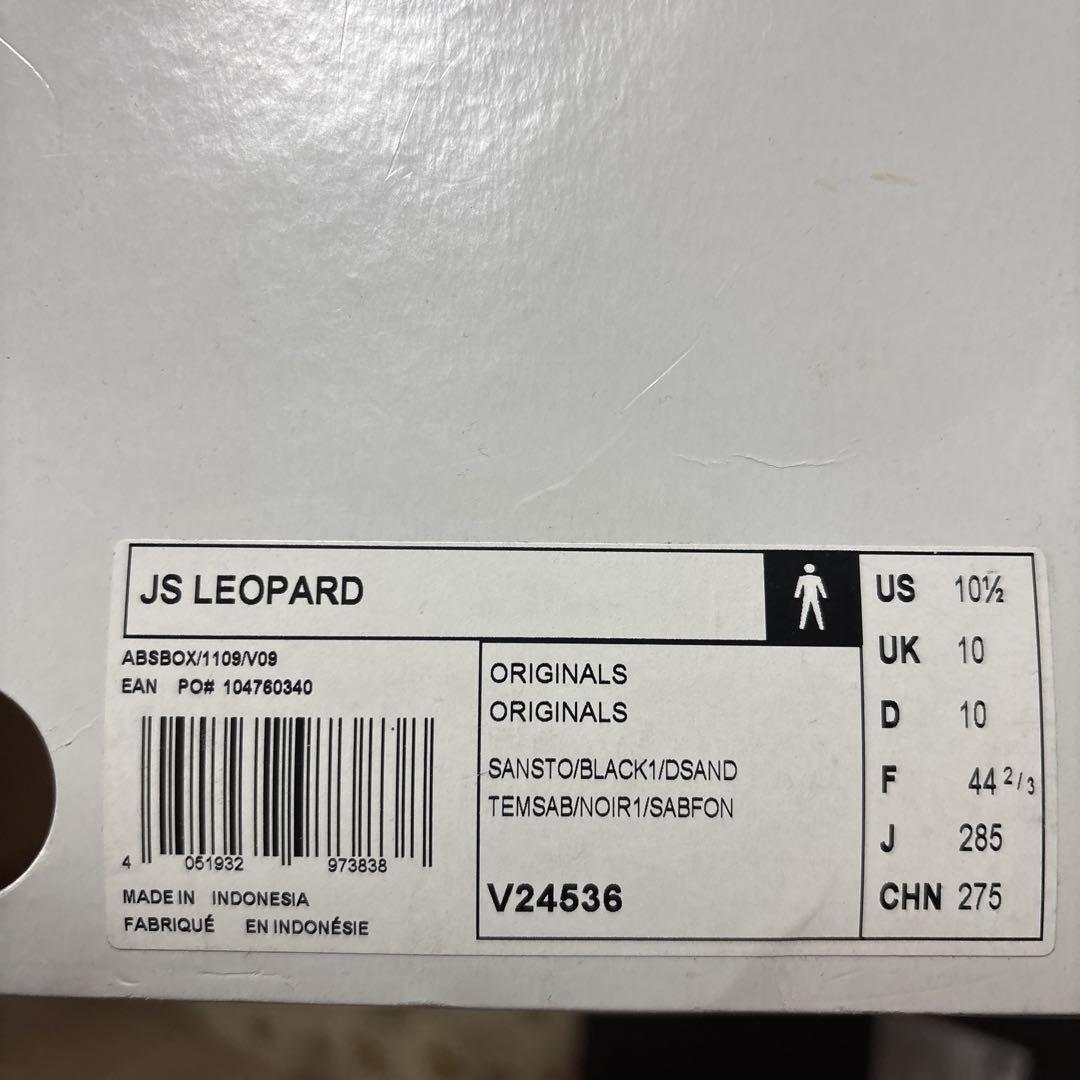 JS LEOPARD
ABSBOX/1109/V09
EAN PO# 104760340
4 051932 973838
MADE IN INDONESIA
FABRIQUÉ EN INDONÉSIE
ORIGINALS
ORIGINALS
SANSTO/BLACK1/DSAND
TEMSAB/NOIR1/SABFON
V24536
US 10½
UK 10
D 10
F 44 2/3
J 285
CHN 275